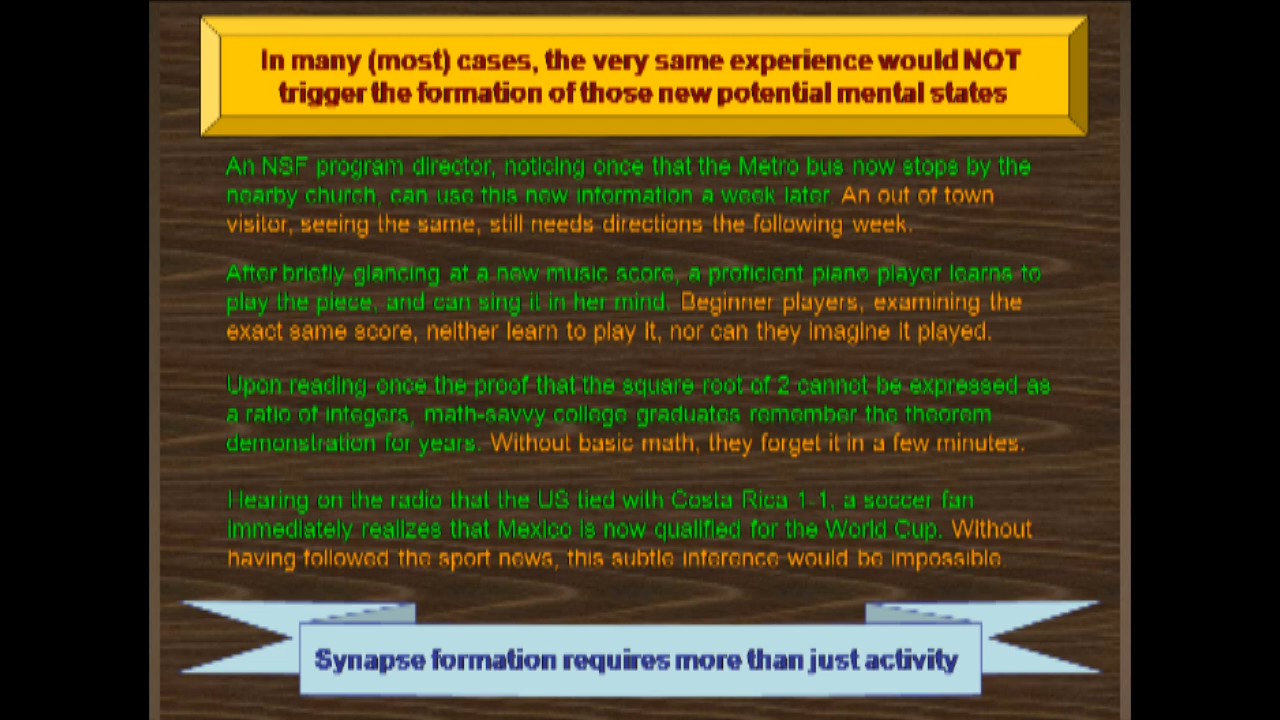 In many (most) cases, the very same experience would NOT
trigger the formation of those new potential mental states
An NSF program director, noticing once that the Metro bus now stops by the
nearby church, can use this new information a week later. An out of town
visitor, seeing the same, still needs directions the following week.
After briefly glancing at a new music score, a proficient piano player learns to
play the piece, and can sing it in her mind. Beginner players, examining the
exact same score, neither learn to play it, nor can they imagine it played.
Upon reading once the proof that the square root of 2 cannot be expressed as
a ratio of integers, math-savvy college graduates remember the theorem
demonstration for years. Without basic math, they forget it in a few minutes.
Hearing on the radio that the US tied with Costa Rica 1-1, a soccer fan
immediately realizes that Mexico is now qualified for the World Cup. Without
having followed the sport news, this subtle inference would be impossible.
Synapse formation requires more than just activity